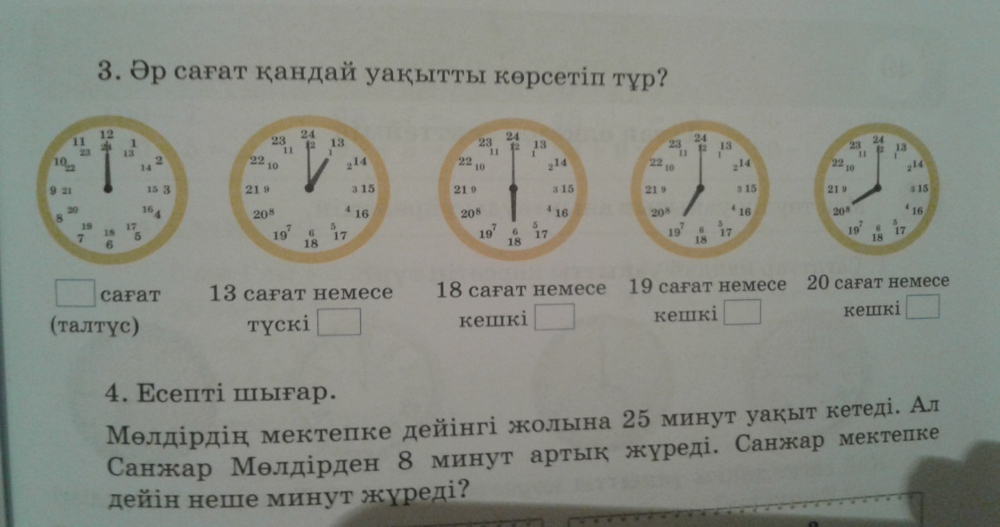 3. Әр сағат қандай уақытты көрсетіп тұр?
12 1 2 3 4 5 6 7 8 9 10 11
24 13 14 15 16 17 18 19 20 21 22 23
24 13 14 15 16 17 18 19 20 21 22 23
12 1 2 3 4 5 6 7 8 9 10 11
24 13 14 15 16 17 18 19 20 21 22 23
12 1 2 3 4 5 6 7 8 9 10 11
24 13 14 15 16 17 18 19 20 21 22 23
12 1 2 3 4 5 6 7 8 9 10 11
24 13 14 15 16 17 18 19 20 21 22 23
12 1 2 3 4 5 6 7 8 9 10 11
сағат
(талтүс)
13 сағат немесе
түскі
18 сағат немесе
кешкі
19 сағат немесе
кешкі
20 сағат немесе
кешкі
4. Есепті шығар.
Мөлдірдің мектепке дейінгі жолына 25 минут уақыт кетеді. Ал
Санжар Мөлдірден 8 минут артық жүреді. Санжар мектепке
дейін неше минут жүреді?